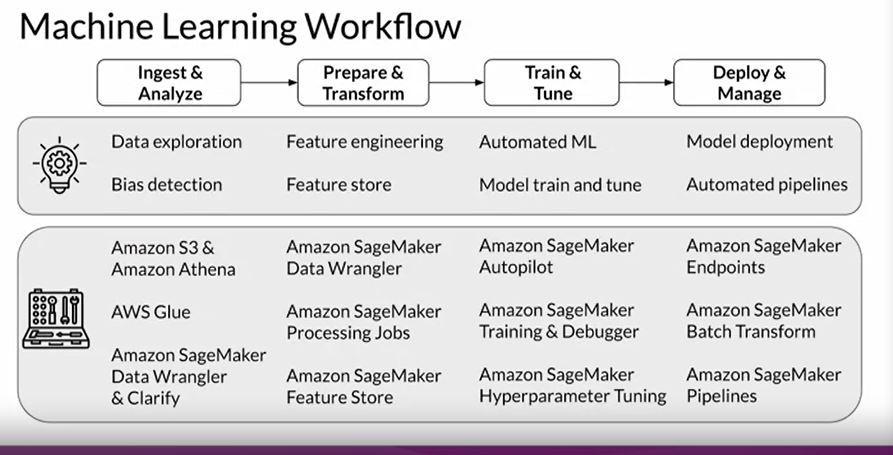 Machine Learning Workflow
Ingest &
Analyze
Prepare &
Transform
Train &
Tune
Deploy &
Manage
Data exploration
Feature engineering
Automated ML
Model deployment
Bias detection
Feature store
Model train and tune
Automated pipelines
Amazon S3 &
Amazon Athena
AWS Glue
Amazon SageMaker
Data Wrangler
& Clarify
Amazon SageMaker
Data Wrangler
Amazon SageMaker
Processing Jobs
Amazon SageMaker
Feature Store
Amazon SageMaker
Autopilot
Amazon SageMaker
Training & Debugger
Amazon SageMaker
Hyperparameter Tuning
Amazon SageMaker
Endpoints
Amazon SageMaker
Batch Transform
Amazon SageMaker
Pipelines